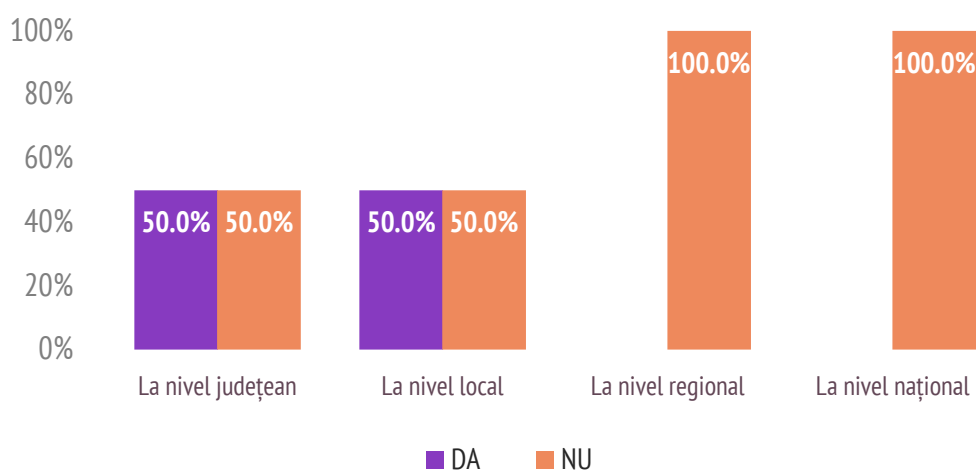 100%
80%
60%
40%
20%
0%
50.0% 50.0%
50.0% 50.0%
100.0%
100.0%
La nivel județean
La nivel local
La nivel regional
La nivel național
DA
NU